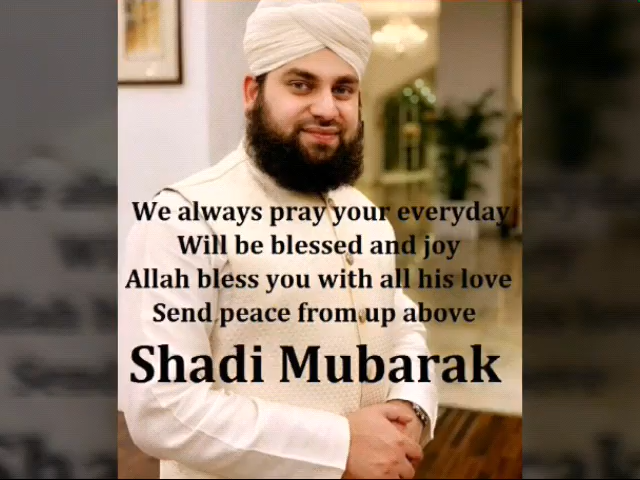 We always pray your everyday
Will be blessed and joy
Allah bless you with all his love
Send peace from up above
Shadi Mubarak